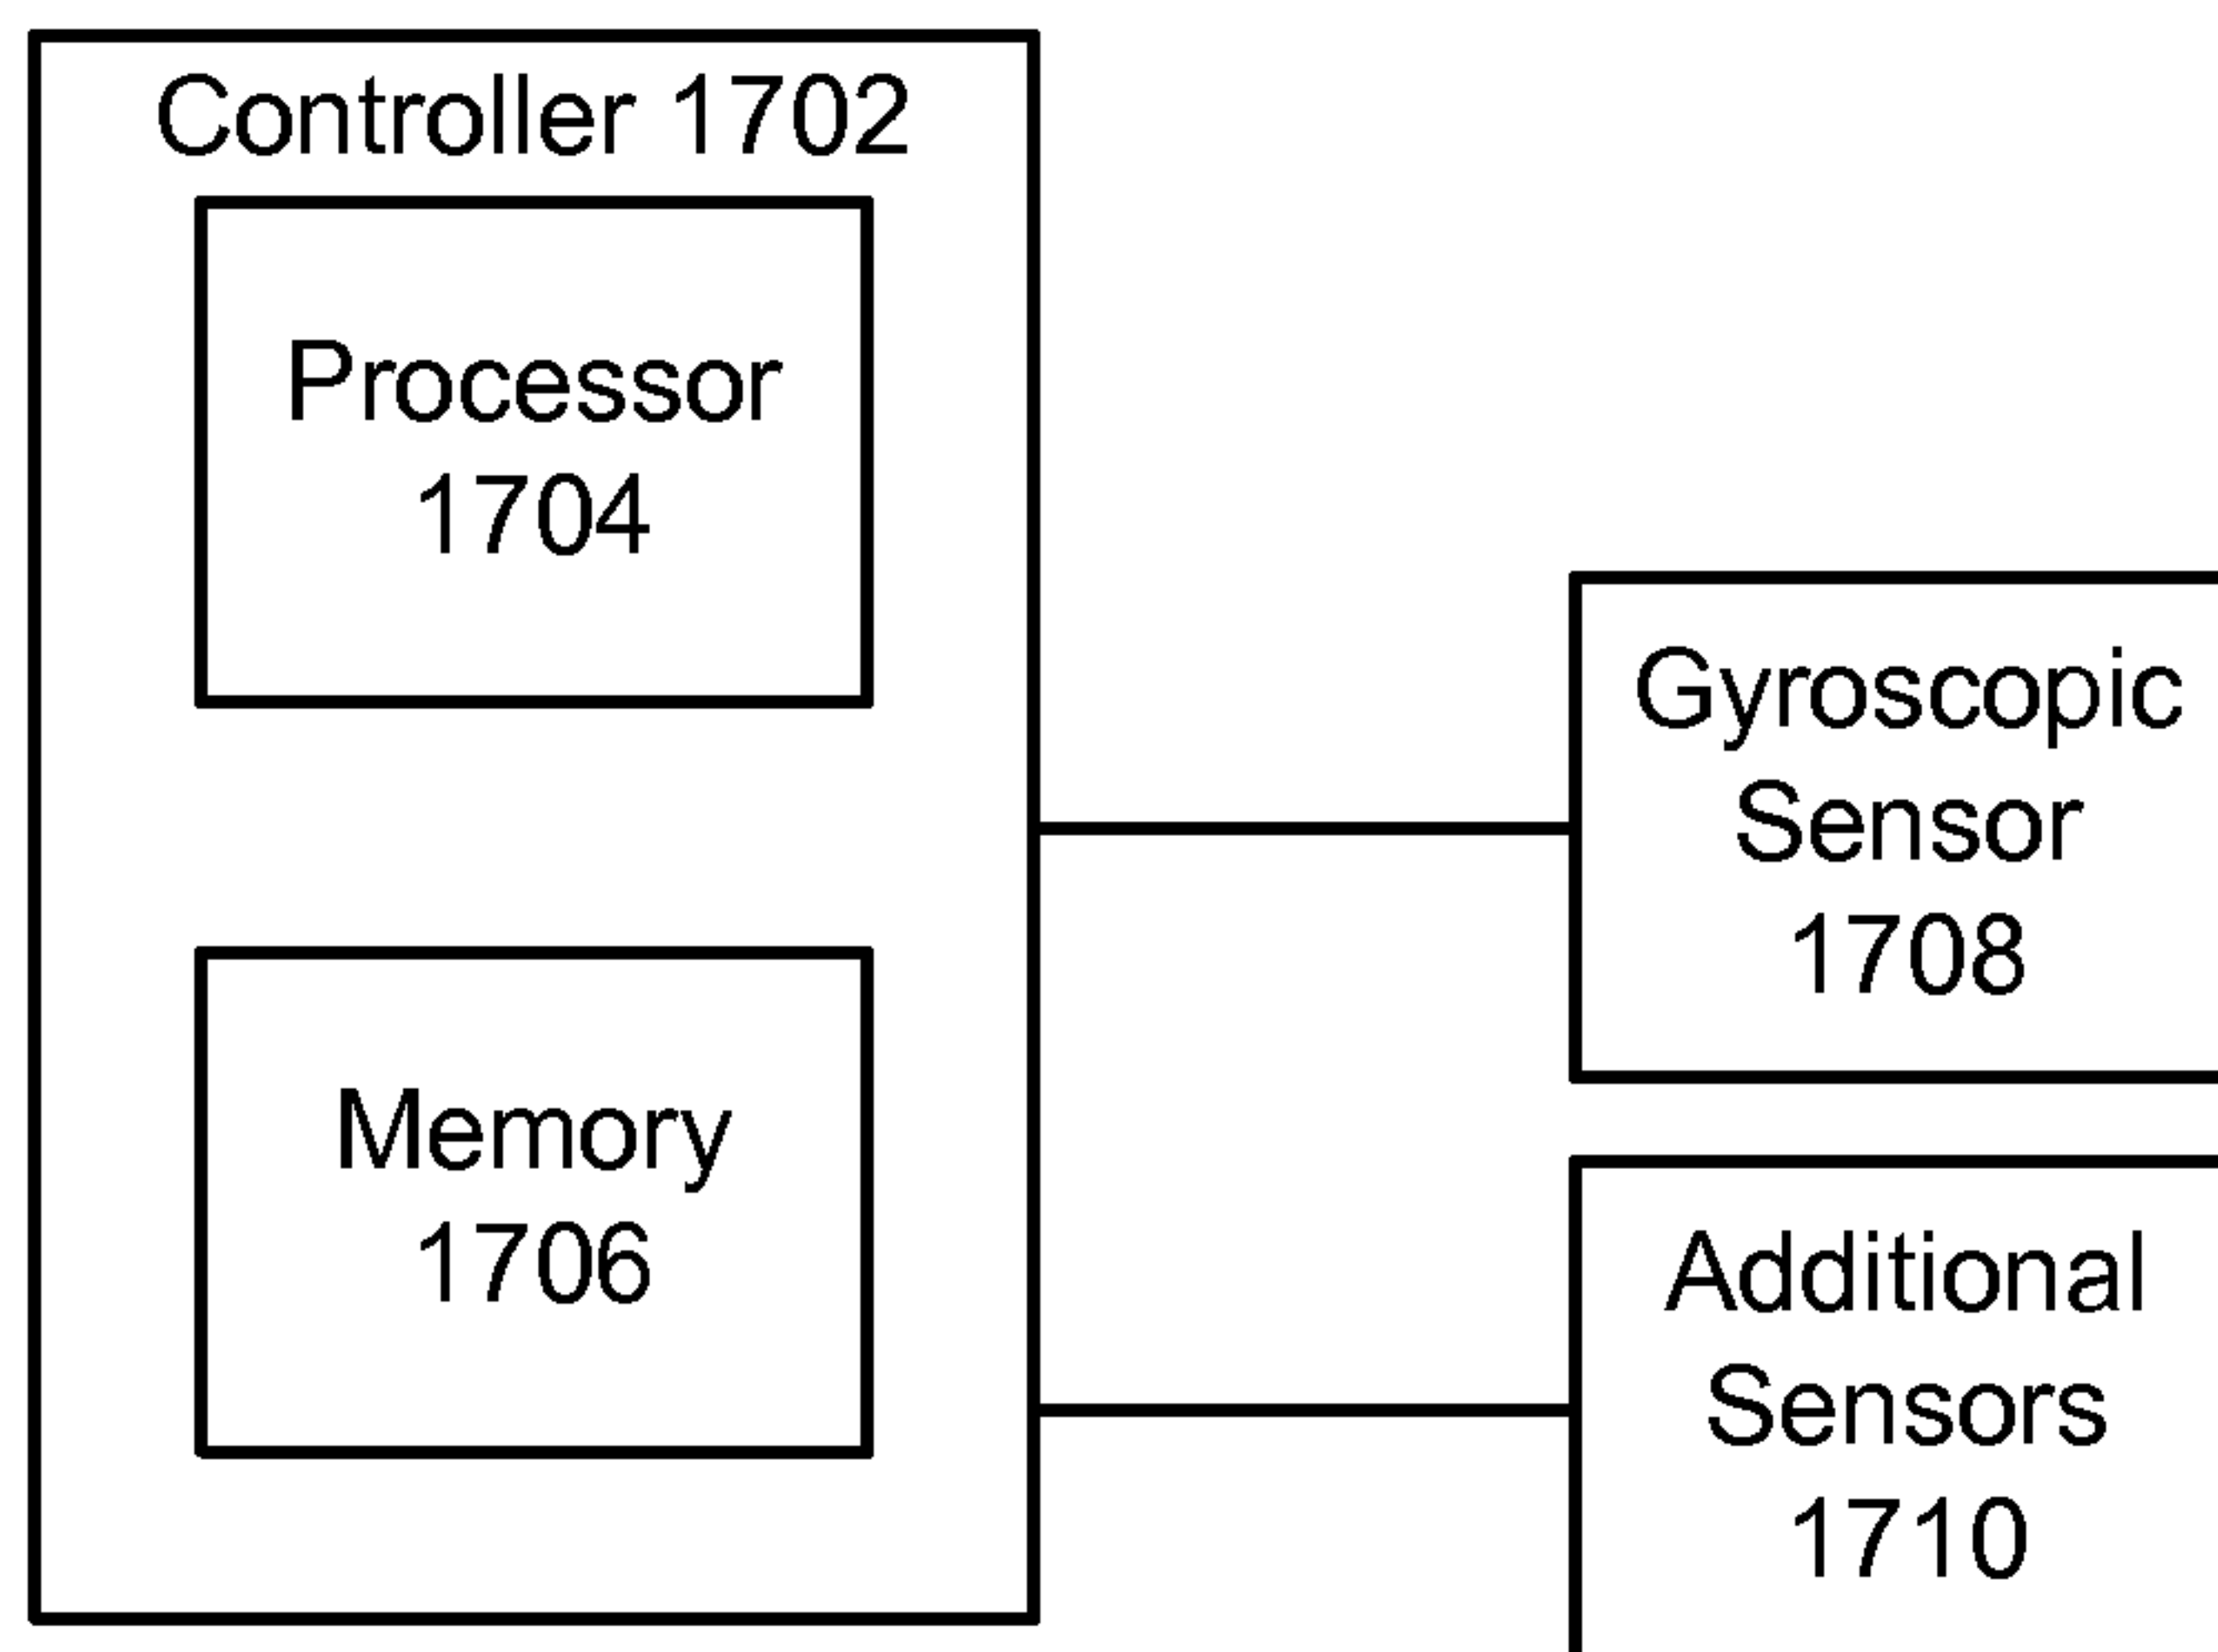 Controller 1702
Processor
1704
Memory
1706
Gyroscopic
Sensor
1708
Additional
Sensors
1710